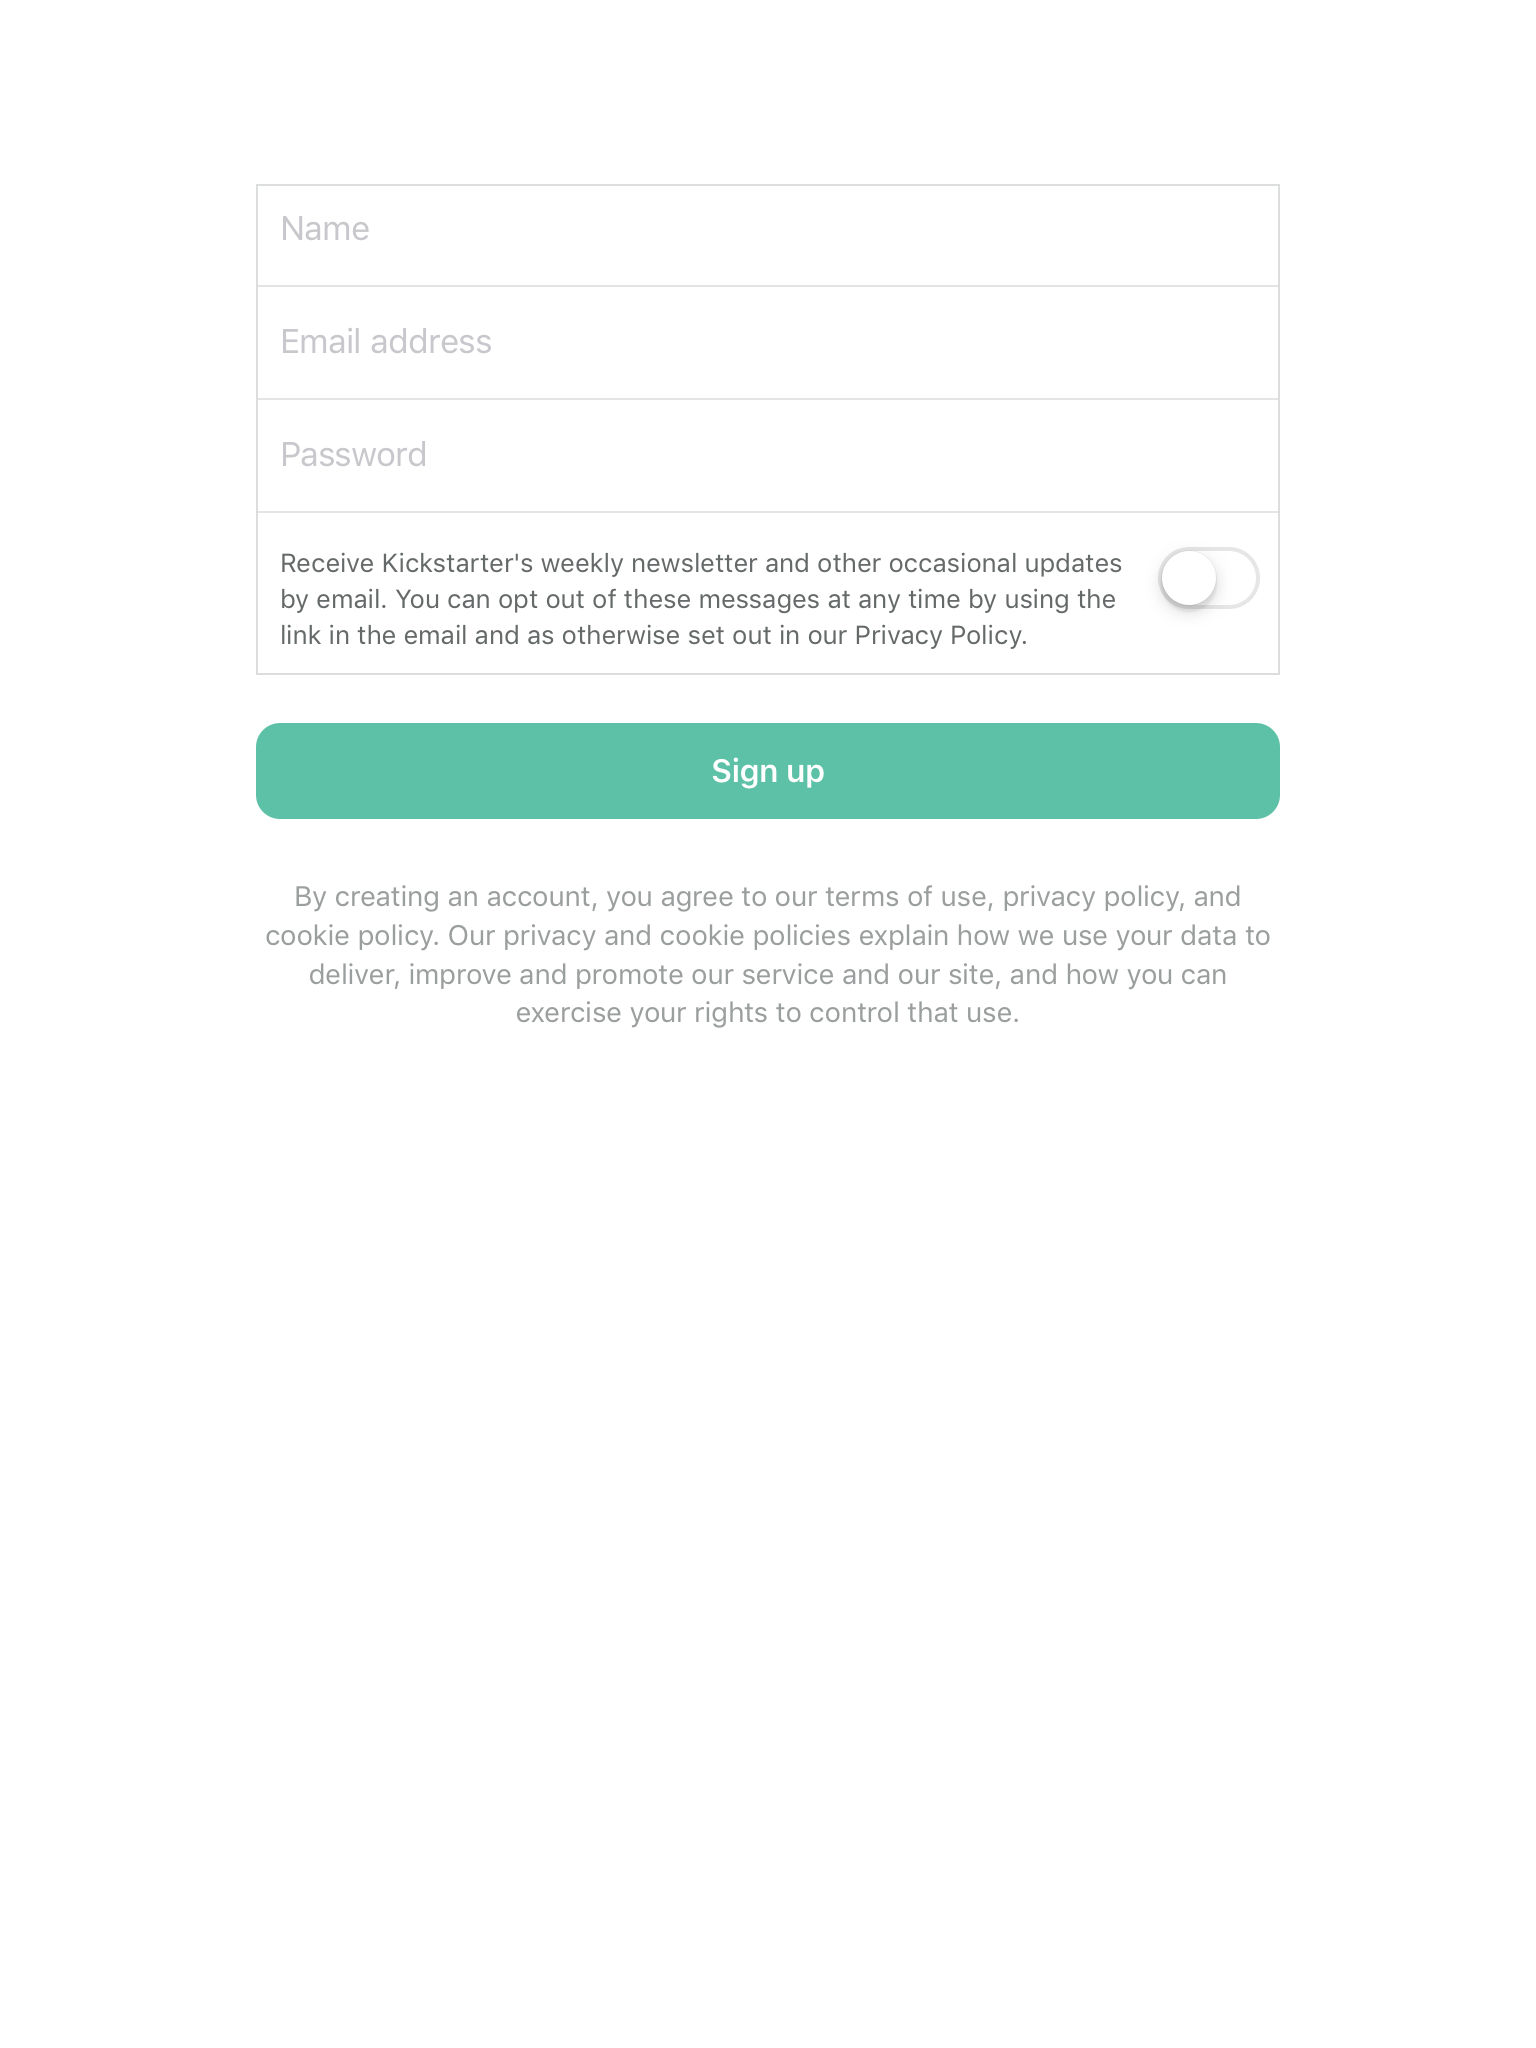 Name
Email address
Password
Receive Kickstarter's weekly newsletter and other occasional updates
by email. You can opt out of these messages at any time by using the
link in the email and as otherwise set out in our Privacy Policy.
Sign up
By creating an account, you agree to our terms of use, privacy policy, and
cookie policy. Our privacy and cookie policies explain how we use your data to
deliver, improve and promote our service and our site, and how you can
exercise your rights to control that use.